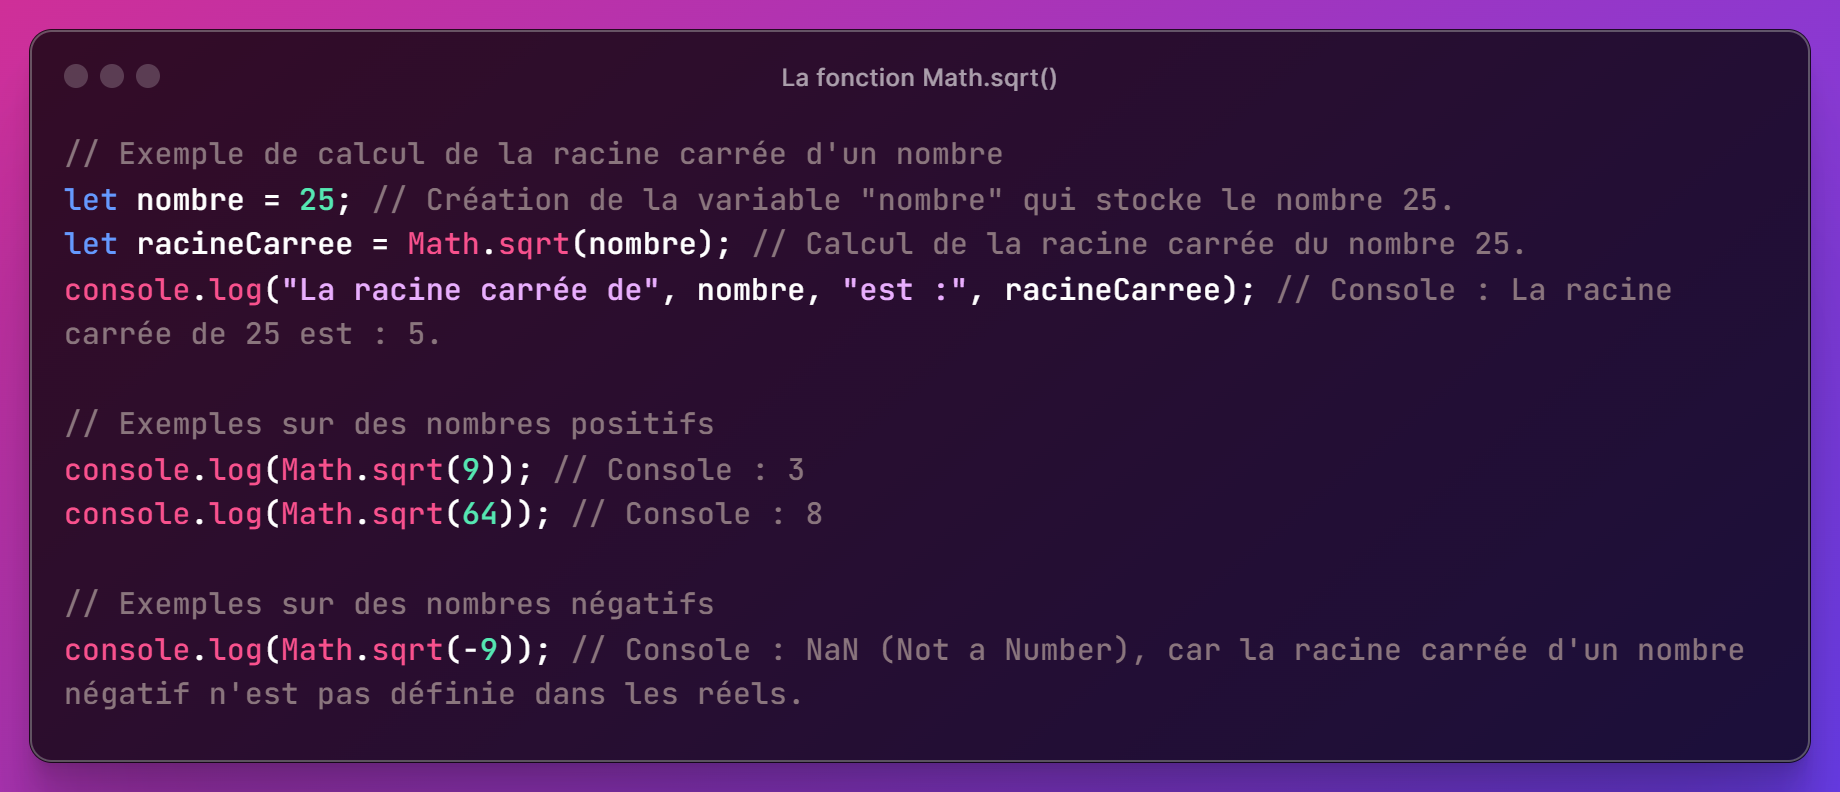 La fonction Math.sqrt()
// Exemple de calcul de la racine carrée d'un nombre
let nombre = 25; // Création de la variable "nombre" qui stocke le nombre 25.
let racineCarree = Math.sqrt(nombre); // Calcul de la racine carrée du nombre 25.
console.log("La racine carrée de", nombre, "est :", racineCarree); // Console : La racine
carrée de 25 est : 5.
// Exemples sur des nombres positifs
console.log(Math.sqrt(9)); // Console : 3
console.log(Math.sqrt(64)); // Console : 8
// Exemples sur des nombres négatifs
console.log(Math.sqrt(-9)); // Console : NaN (Not a Number), car la racine carrée d'un nombre
négatif n'est pas définie dans les réels.